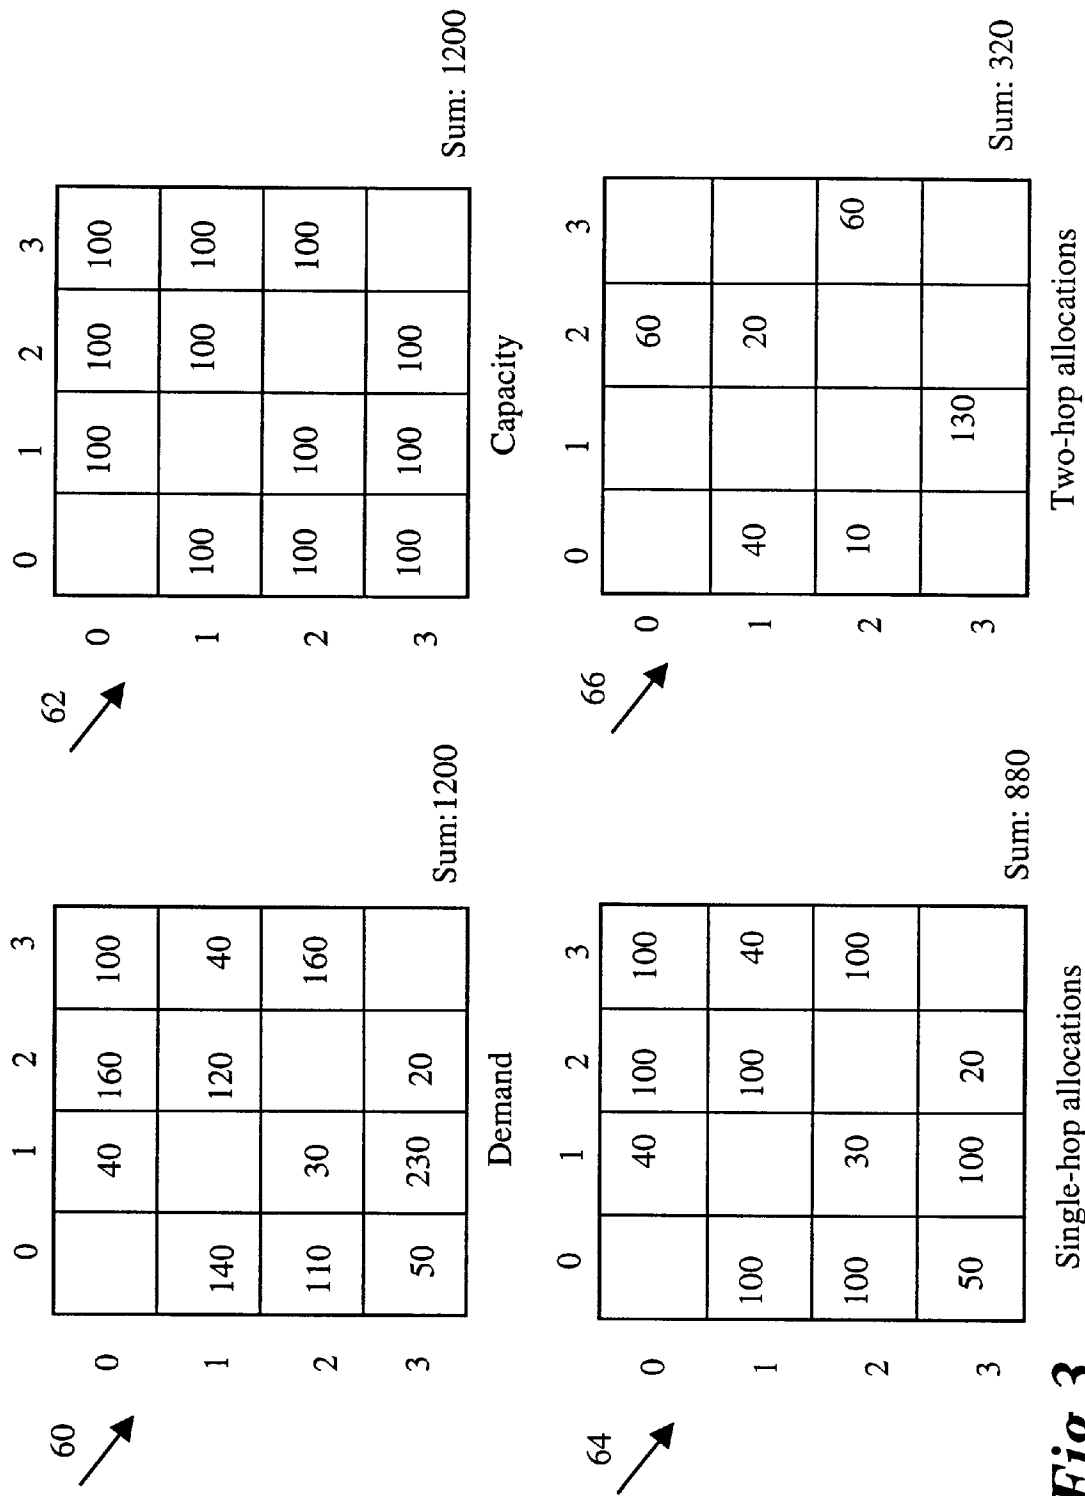 60
0 1 2 3
0 40 160 100
1 140 120 40
2 110 30 160
3 50 230 20
Sum:1200
Demand
62
0 1 2 3
0 100 100 100
1 100 100 100
2 100 100 100
3 100 100 100
Sum: 1200
Capacity
64
0 1 2 3
0 40 100 100
1 100 100 40
2 100 30 100
3 50 100 20
Sum: 880
Single-hop allocations
66
0 1 2 3
0 60
1 40 20
2 10 60
3 130
Sum: 320
Two-hop allocations
Fig 3